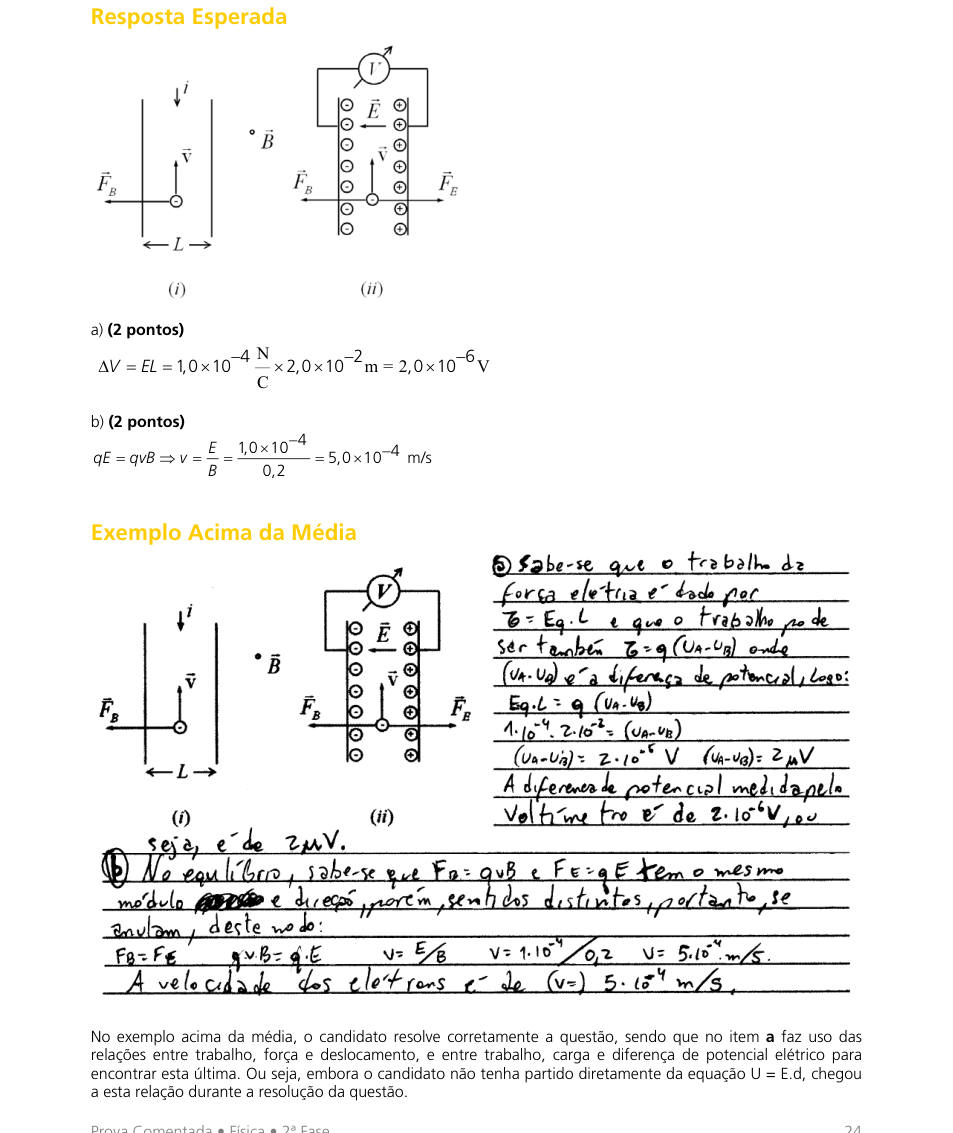 Resposta Esperada
V
i
E⃗
B⃗
v⃗
v⃗
F⃗B
F⃗B
F⃗E
L
(i)
(ii)
a) (2 pontos)
ΔV = EL = 1,0 × 10⁻⁴ N/C × 2,0 × 10⁻² m = 2,0 × 10⁻⁶ V
b) (2 pontos)
qE = qvB ⇒ v = E/B = 1,0 × 10⁻⁴/0,2 = 5,0 × 10⁻⁴ m/s
Exemplo Acima da Média
V
i
E⃗
B⃗
v⃗
v⃗
F⃗B
F⃗B
F⃗E
L
(i)
(ii)
a) Sabe-se que o trabalho da
força elétria é dado por
τ = Eq.L e que o trabalho pode
ser também τ = q (UA-UB) onde
(UA-UB) é a diferença de potencial, Logo:
Eq.L = q (UA-UB)
1.10⁻⁴. 2.10⁻² = (UA-UB)
(UA-UB) = 2.10⁻⁶ V (UA-UB) = 2 μV
A diferença de potencial medida pelo
Voltímetro é de 2.10⁻⁶V, ou
seja, é de 2μV.
b) No equilíbrio, sabe-se que FB = qvB e FE = qE tem o mesmo
módulo e direção, porém, sentidos distintos, portanto, se
anulam, deste modo:
FB = FE qv.B = q.E v = E/B v = 1.10⁻⁴/0,2 v = 5.10⁻⁴ m/s.
A velocidade dos elétrons é de (v=) 5.10⁻⁴ m/s.
No exemplo acima da média, o candidato resolve corretamente a questão, sendo que no item a faz uso das
relações entre trabalho, força e deslocamento, e entre trabalho, carga e diferença de potencial elétrico para
encontrar esta última. Ou seja, embora o candidato não tenha partido diretamente da equação U = E.d, chegou
a esta relação durante a resolução da questão.
Prova Comentada • Física • 2ª Fase 24